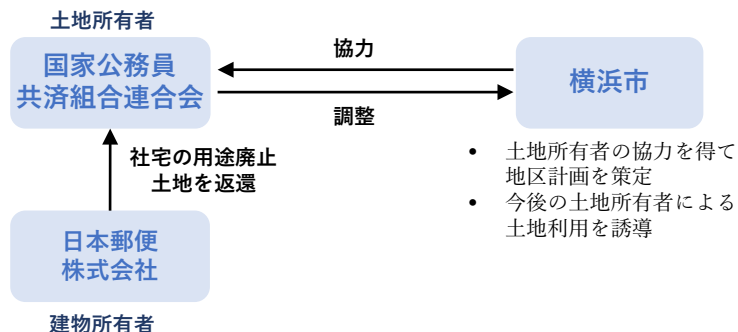 土地所有者
国家公務員
共済組合連合会
協力
調整
横浜市
社宅の用途廃止
土地を返還
• 土地所有者の協力を得て
地区計画を策定
• 今後の土地所有者による
土地利用を誘導
日本郵便
株式会社
建物所有者